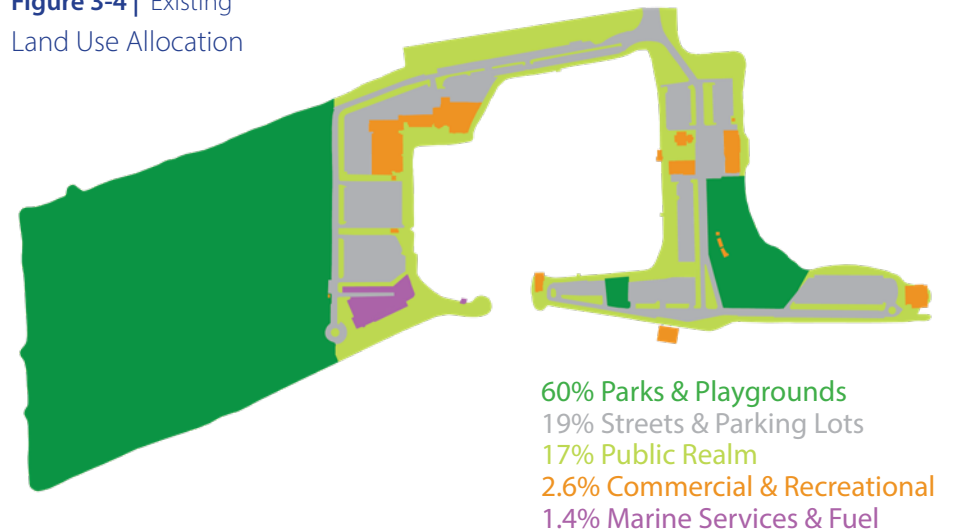 Figure 3-4 | Existing
Land Use Allocation
60% Parks & Playgrounds
19% Streets & Parking Lots
17% Public Realm
2.6% Commercial & Recreational
1.4% Marine Services & Fuel